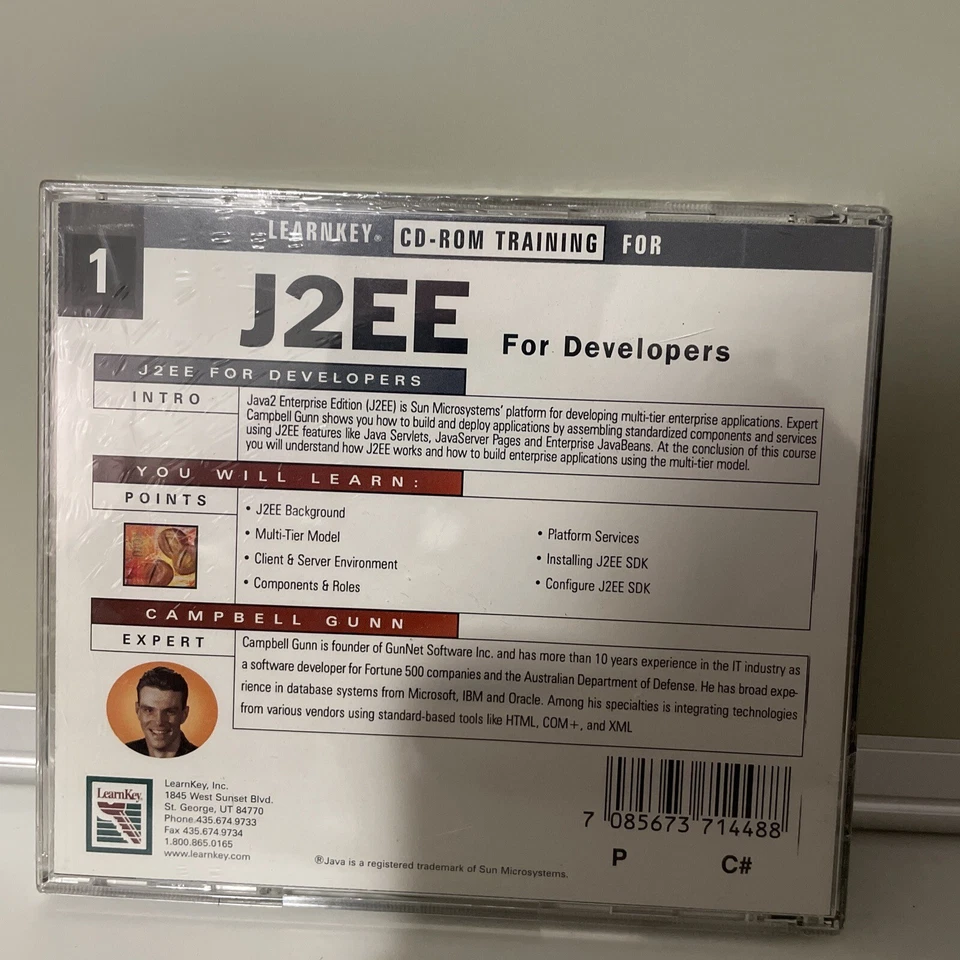 LEARNKEY® CD-ROM TRAINING FOR
1
J2EE For Developers
J2EE FOR DEVELOPERS
INTRO
Java2 Enterprise Edition (J2EE) is Sun Microsystems' platform for developing multi-tier enterprise applications. Expert
Campbell Gunn shows you how to build and deploy applications by assembling standardized components and services
using J2EE features like Java Servlets, JavaServer Pages and Enterprise JavaBeans. At the conclusion of this course
you will understand how J2EE works and how to build enterprise applications using the multi-tier model.
YOU WILL LEARN:
POINTS
• J2EE Background
• Multi-Tier Model
• Client & Server Environment
• Components & Roles
• Platform Services
• Installing J2EE SDK
• Configure J2EE SDK
CAMPBELL GUNN
EXPERT
Campbell Gunn is founder of GunNet Software Inc. and has more than 10 years experience in the IT industry as
a software developer for Fortune 500 companies and the Australian Department of Defense. He has broad expe-
rience in database systems from Microsoft, IBM and Oracle. Among his specialties is integrating technologies
from various vendors using standard-based tools like HTML, COM+, and XML
LearnKey
LearnKey, Inc.
1845 West Sunset Blvd.
St. George, UT 84770
Phone 435.674.9733
Fax 435.674.9734
1.800.865.0165
www.learnkey.com
®Java is a registered trademark of Sun Microsystems.
7 085673 714488
P C#